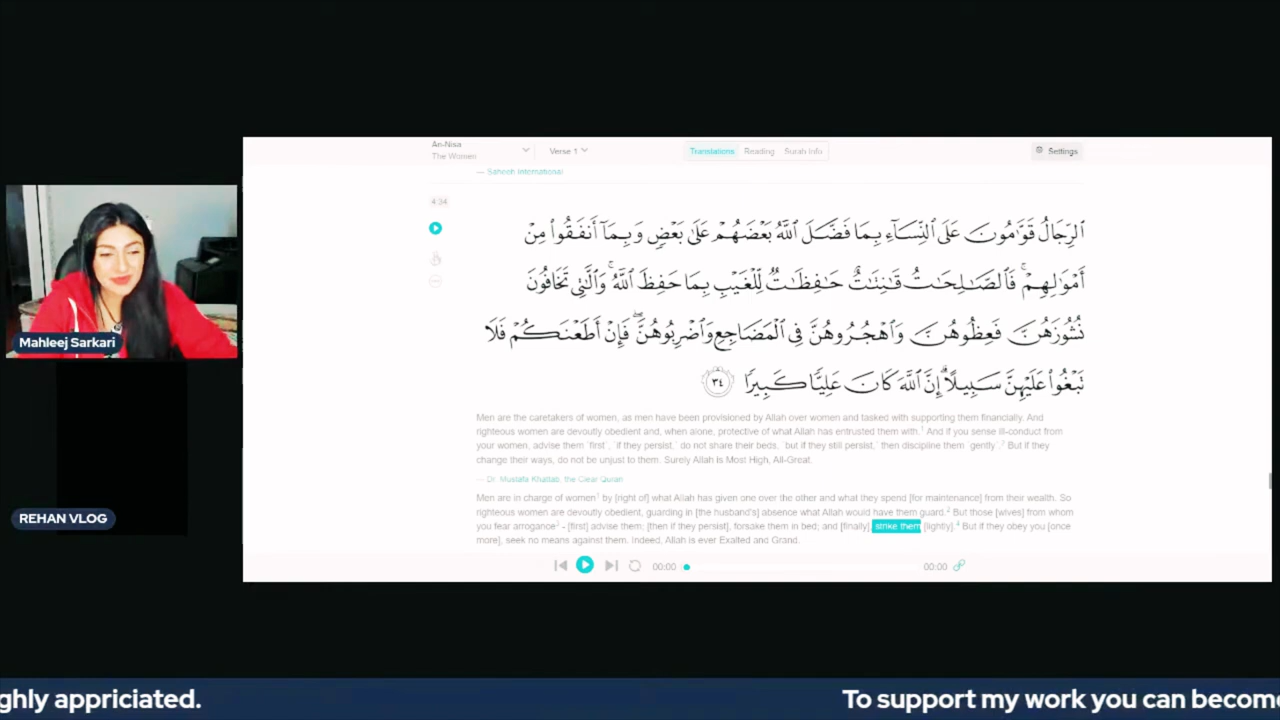 An-Nisa
The Women
Verse 1
Translations
Reading
Surah Info
Settings
— Saheeh International
4:34
ٱلرِّجَالُ قَوَّٰمُونَ عَلَى ٱلنِّسَآءِ بِمَا فَضَّلَ ٱللَّهُ بَعْضَهُمْ عَلَىٰ بَعْضٍ وَبِمَآ أَنفَقُوا۟ مِنْ
أَمْوَٰلِهِمْ ۚ فَٱلصَّـٰلِحَـٰتُ قَـٰنِتَـٰتٌ حَـٰفِظَـٰتٌ لِّلْغَيْبِ بِمَا حَفِظَ ٱللَّهُ ۚ وَٱلَّـٰتِى تَخَافُونَ
نُشُوزَهُنَّ فَعِظُوهُنَّ وَٱهْجُرُوهُنَّ فِى ٱلْمَضَاجِعِ وَٱضْرِبُوهُنَّ ۖ فَإِنْ أَطَعْنَكُمْ فَلَا
تَبْغُوا۟ عَلَيْهِنَّ سَبِيلًا ۗ إِنَّ ٱللَّهَ كَانَ عَلِيًّا كَبِيرًا ٣٤
Men are the caretakers of women, as men have been provisioned by Allah over women and tasked with supporting them financially. And
righteous women are devoutly obedient and, when alone, protective of what Allah has entrusted them with.1 And if you sense ill-conduct from
your women, advise them ˹first˺, ˹if they persist,˺ do not share their beds, ˹but if they still persist,˺ then discipline them ˹gently˺.2 But if they
change their ways, do not be unjust to them. Surely Allah is Most High, All-Great.
— Dr. Mustafa Khattab, the Clear Quran
Men are in charge of women1 by [right of] what Allah has given one over the other and what they spend [for maintenance] from their wealth. So
righteous women are devoutly obedient, guarding in [the husband's] absence what Allah would have them guard.2 But those [wives] from whom
you fear arrogance3 - [first] advise them; [then if they persist], forsake them in bed; and [finally], strike them [lightly].4 But if they obey you [once
more], seek no means against them. Indeed, Allah is ever Exalted and Grand.
00:00
00:00
Mahleej Sarkari
REHAN VLOG
ghly appriciated.
To support my work you can become